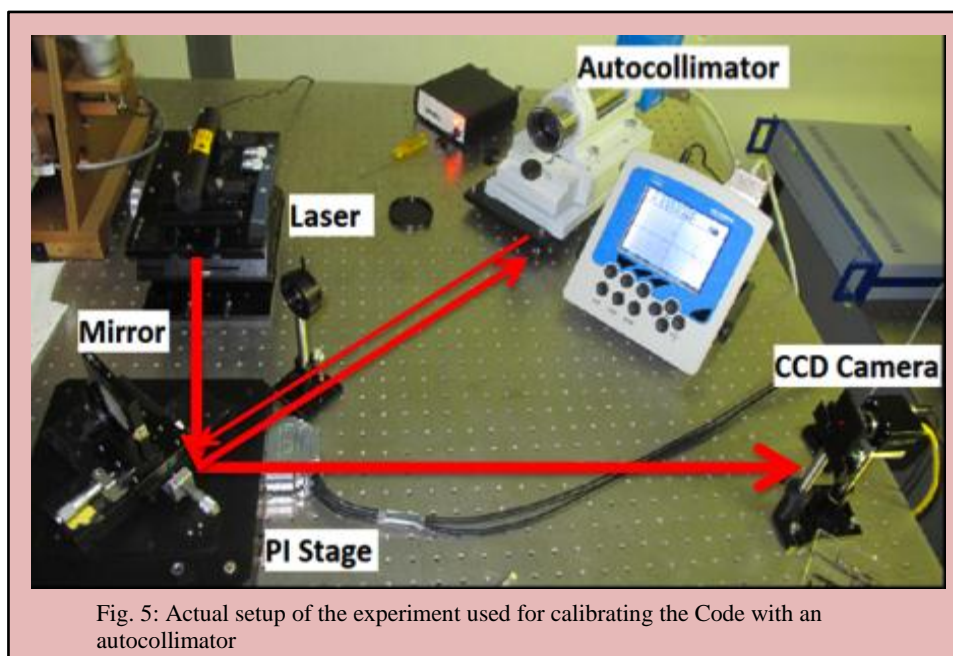 Autocollimator
Laser
Mirror
CCD Camera
PI Stage
Fig. 5: Actual setup of the experiment used for calibrating the Code with an
autocollimator